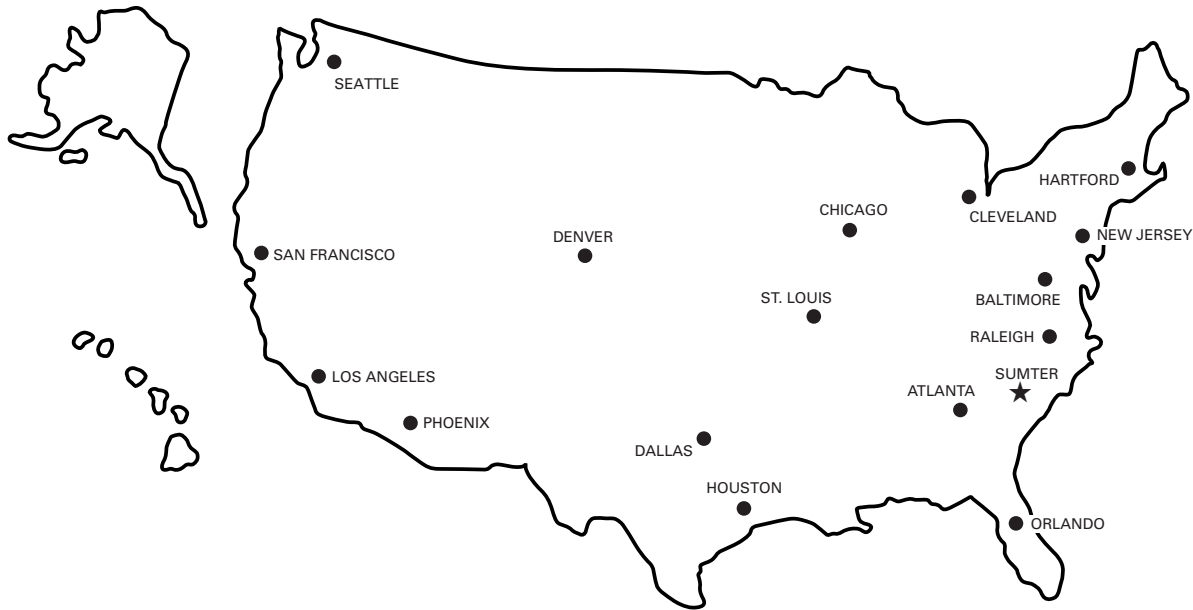 SEATTLE
HARTFORD
CHICAGO
CLEVELAND
NEW JERSEY
DENVER
SAN FRANCISCO
ST. LOUIS
BALTIMORE
RALEIGH
SUMTER
LOS ANGELES
ATLANTA
PHOENIX
DALLAS
HOUSTON
ORLANDO